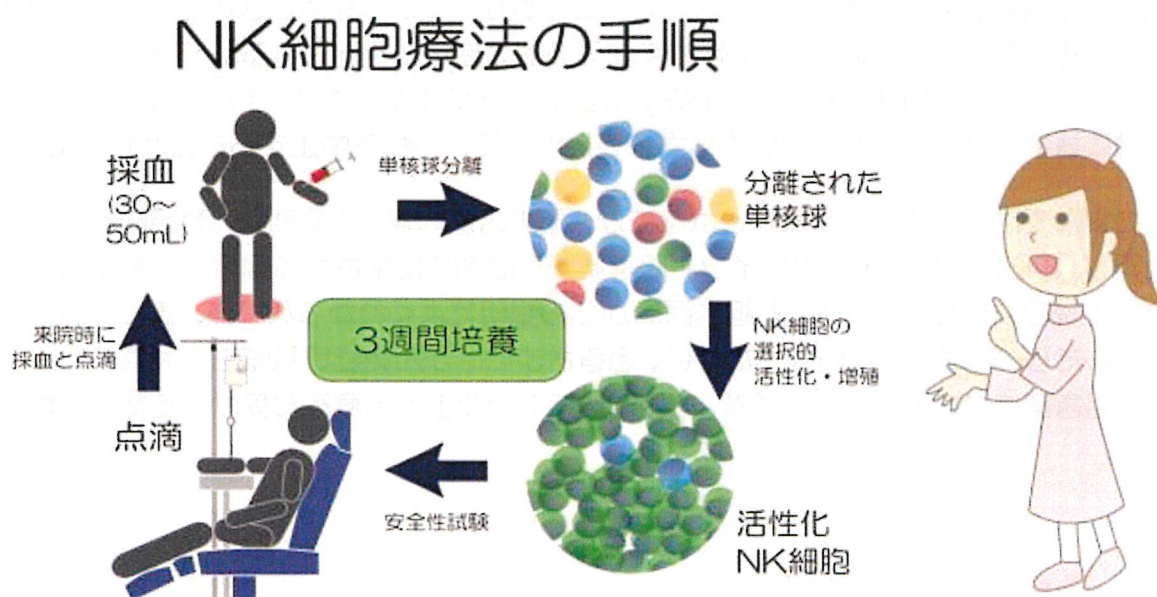 NK細胞療法の手順
採血
(30～
50mL)
単核球分離
分離された
単核球
3週間培養
NK細胞の
選択的
活性化・増殖
来院時に
採血と点滴
点滴
安全性試験
活性化
NK細胞